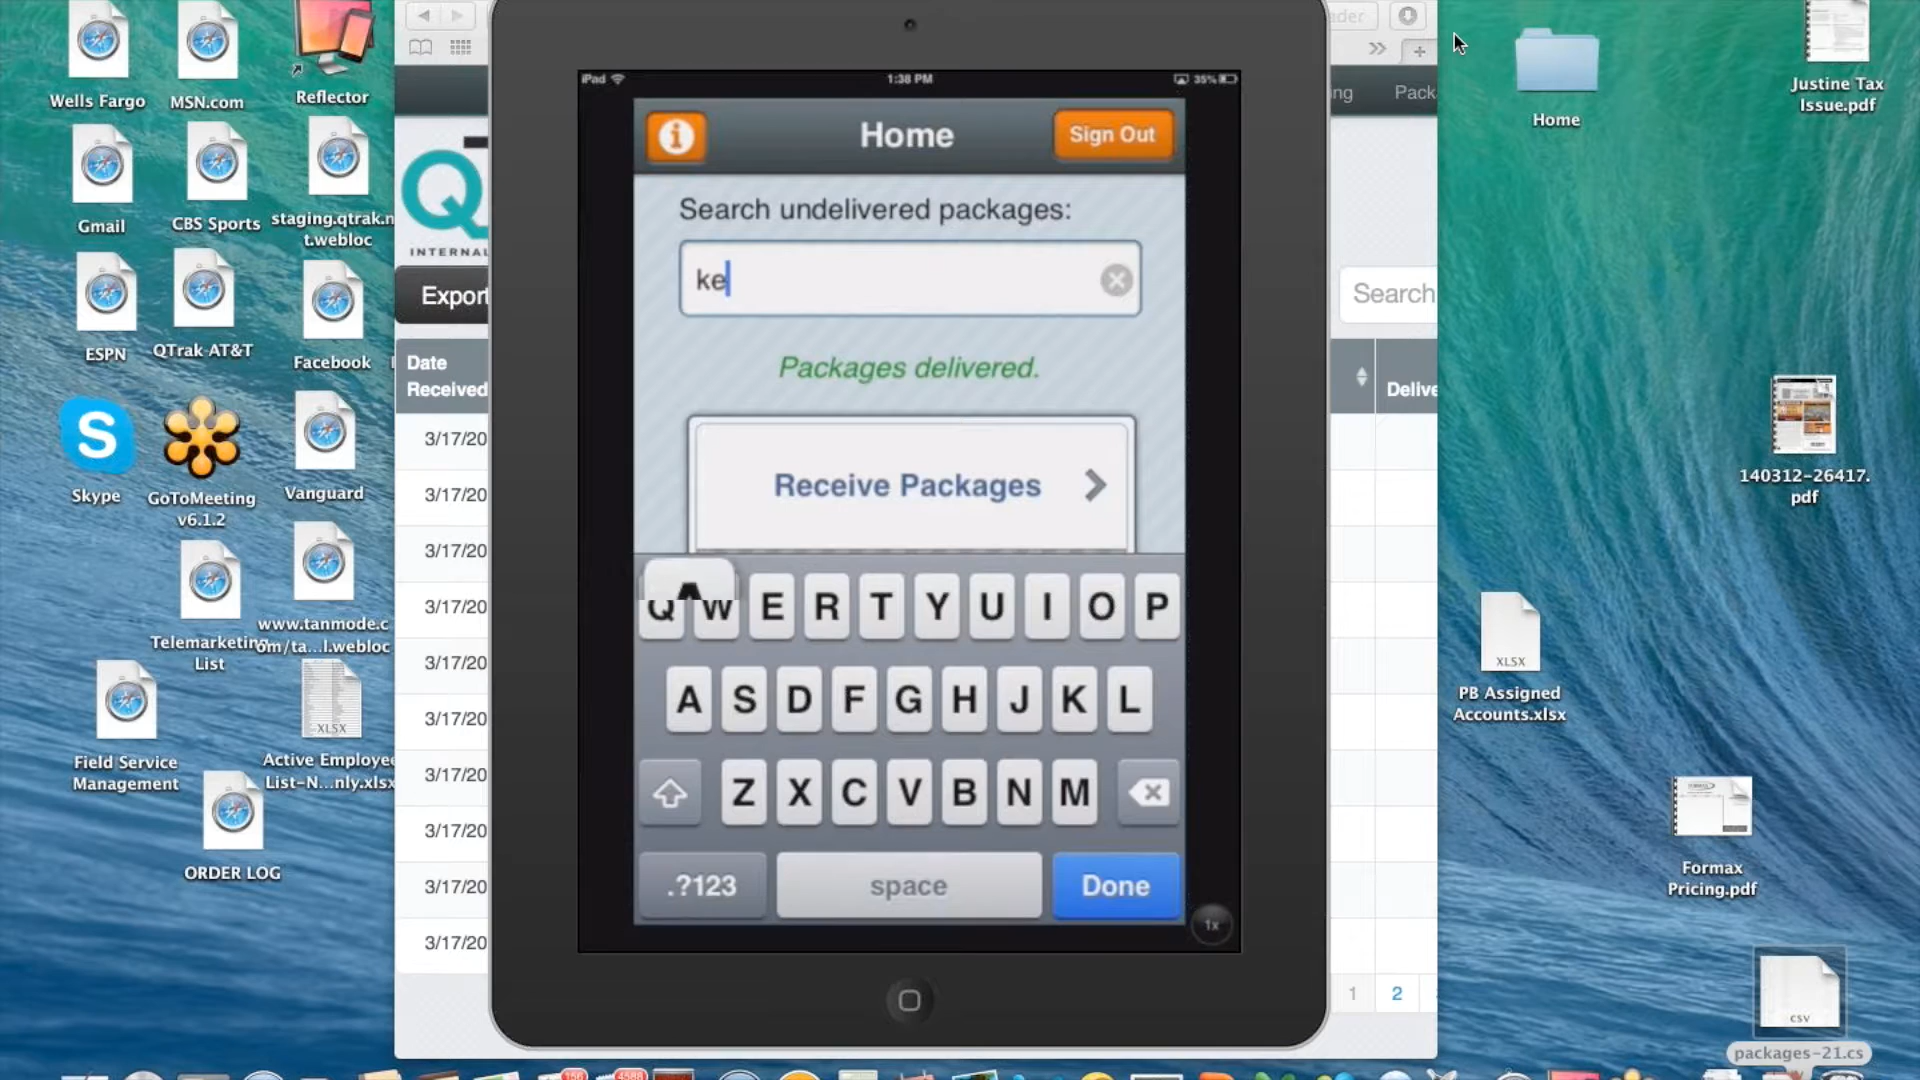 Wells Fargo
MSN.com
Reflector
Gmail
CBS Sports
staging.qtrak.n
t.webloc
ESPN
QTrak AT&T
Facebook
Skype
GoToMeeting
v6.1.2
Vanguard
Telemarketing
List
www.tanmode.c
om/ta...l.webloc
Field Service
Management
XLSX
Active Employee
List-N...nly.xlsx
ORDER LOG
Q
INTERNAL
Export
Date
Received
3/17/20
3/17/20
3/17/20
3/17/20
3/17/20
3/17/20
3/17/20
3/17/20
3/17/20
3/17/20
iPad
1:38 PM
35%
Home
Sign Out
Search undelivered packages:
ke
Packages delivered.
Receive Packages
Q W E R T Y U I O P
A S D F G H J K L
Z X C V B N M
.?123
space
Done
1x
ader
ng
Pack
Search
Delive
1
2
Home
Justine Tax
Issue.pdf
140312-26417.
pdf
XLSX
PB Assigned
Accounts.xlsx
Formax
Pricing.pdf
csv
packages-21.cs
156
4588